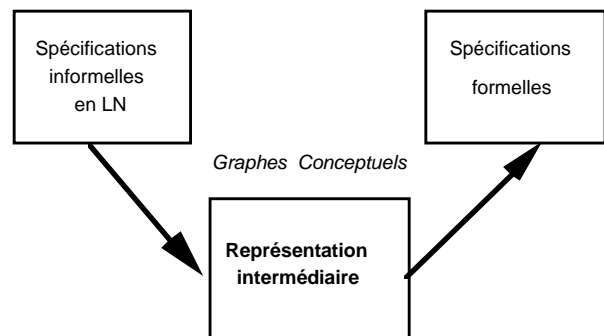 Spécifications
informelles
en LN
Spécifications
formelles
Graphes Conceptuels
Représentation
intermédiaire